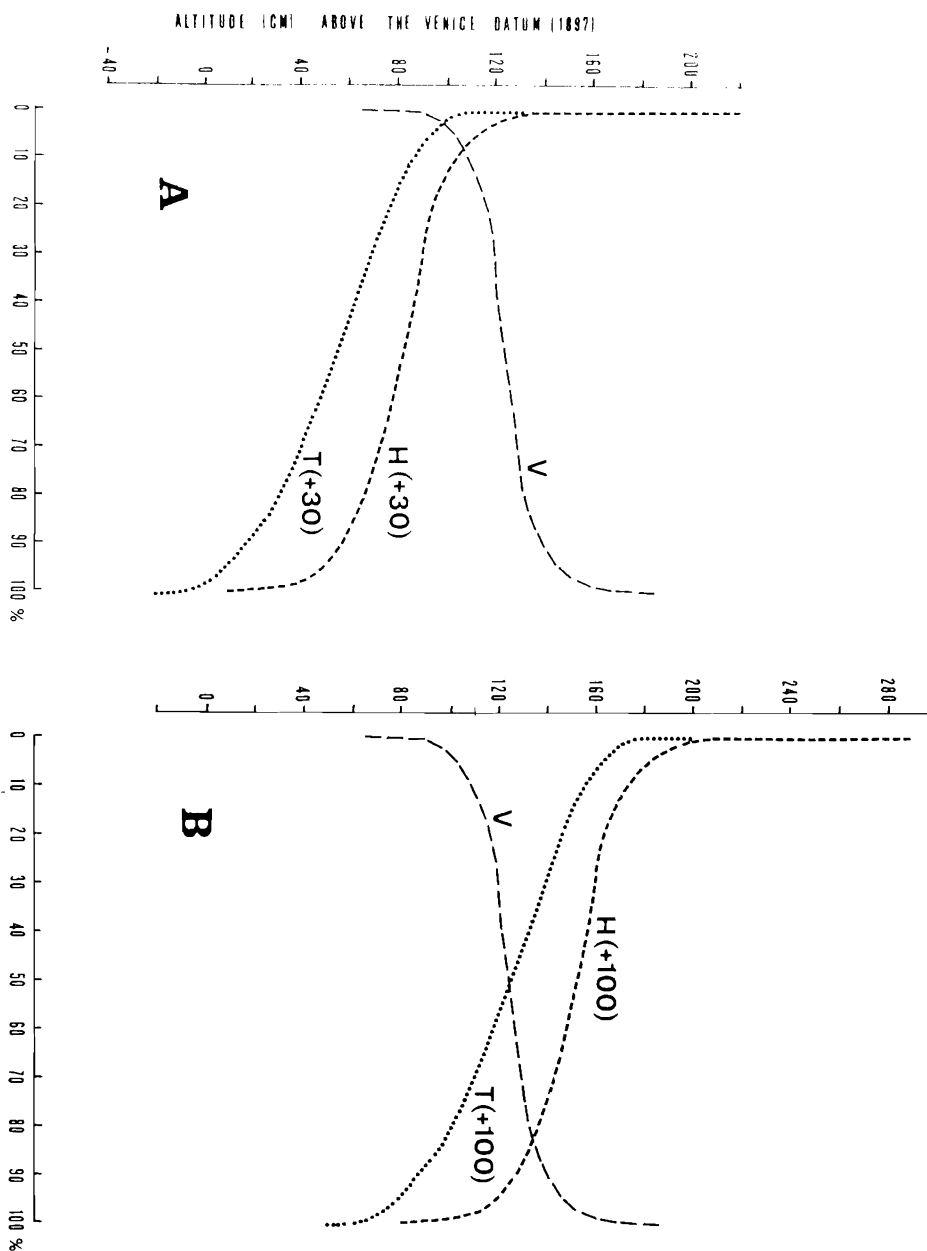 ALTITUDE (CM) ABOVE THE VENICE DATUM (1897)
-40 0 40 80 120 160 200
0 10 20 30 40 50 60 70 80 90 100 %
A
V
H (+30)
T (+30)
0 80 120 160 200 240 280
0 10 20 30 40 50 60 70 80 90 100 %
B
V
H (+100)
T (+100)